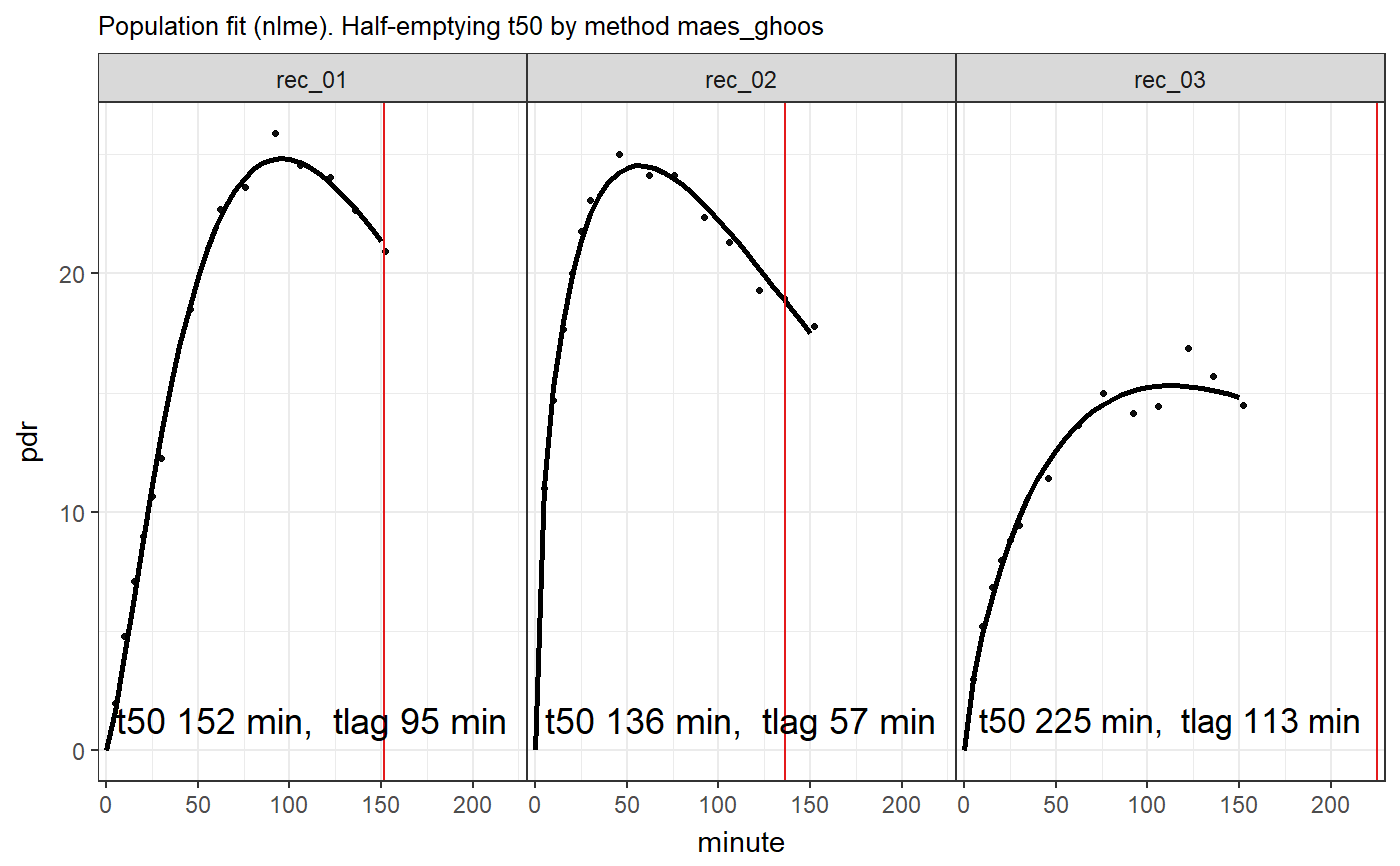 Population fit (nlme). Half-emptying t50 by method maes_ghoos
rec_01 rec_02 rec_03
pdr
20
10
0
t50 152 min, tlag 95 min t50 136 min, tlag 57 min t50 225 min, tlag 113 min
0 50 100 150 200 0 50 100 150 200 0 50 100 150 200
minute